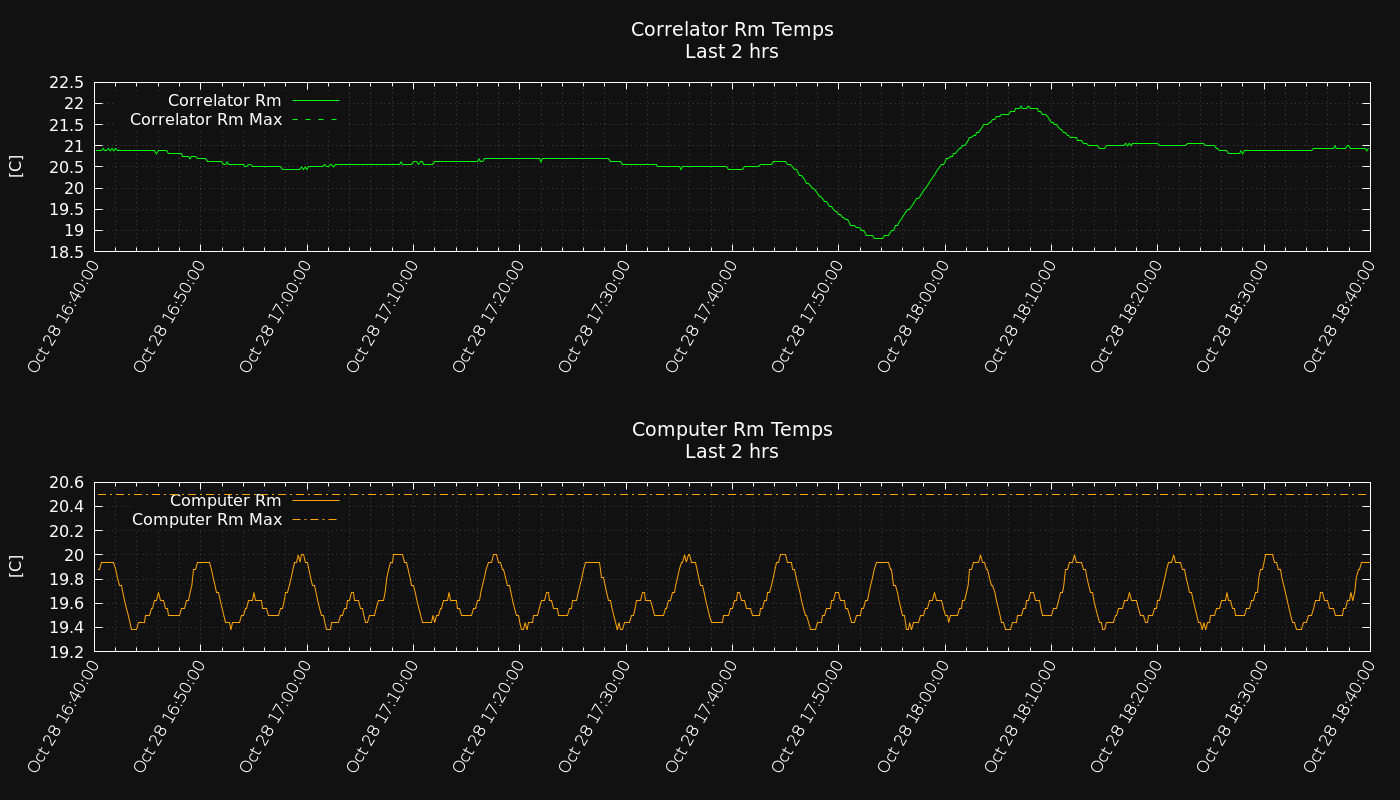 Correlator Rm Temps
Last 2 hrs
Correlator Rm
Correlator Rm Max
[C]
22.5
22
21.5
21
20.5
20
19.5
19
18.5
Oct 28 16:40:00
Oct 28 16:50:00
Oct 28 17:00:00
Oct 28 17:10:00
Oct 28 17:20:00
Oct 28 17:30:00
Oct 28 17:40:00
Oct 28 17:50:00
Oct 28 18:00:00
Oct 28 18:10:00
Oct 28 18:20:00
Oct 28 18:30:00
Oct 28 18:40:00
Computer Rm Temps
Last 2 hrs
Computer Rm
Computer Rm Max
[C]
20.6
20.4
20.2
20
19.8
19.6
19.4
19.2
Oct 28 16:40:00
Oct 28 16:50:00
Oct 28 17:00:00
Oct 28 17:10:00
Oct 28 17:20:00
Oct 28 17:30:00
Oct 28 17:40:00
Oct 28 17:50:00
Oct 28 18:00:00
Oct 28 18:10:00
Oct 28 18:20:00
Oct 28 18:30:00
Oct 28 18:40:00